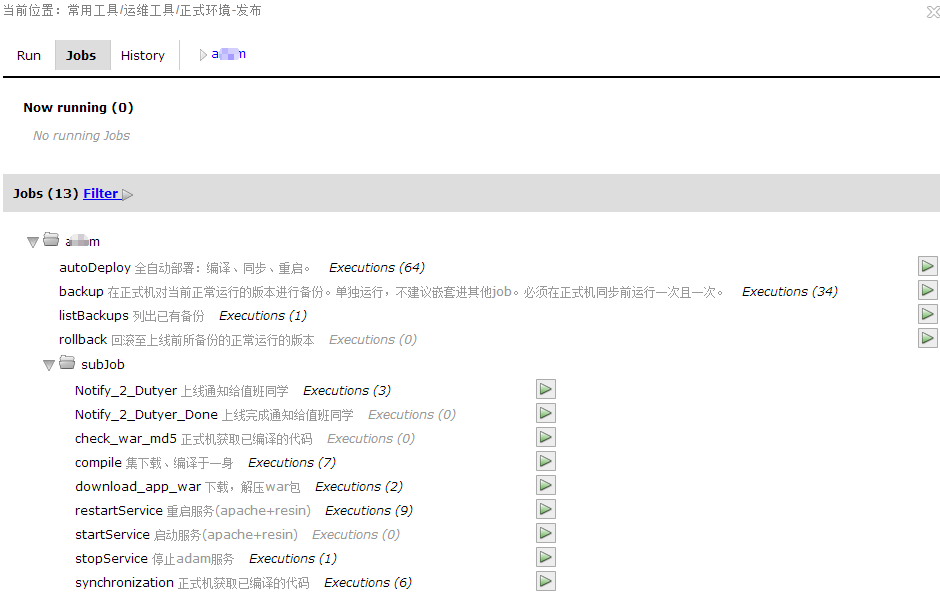 当前位置：常用工具/运维工具/正式环境-发布
Run Jobs History
Now running (0)
No running Jobs
Jobs (13) Filter
autoDeploy 全自动部署：编译、同步、重启。 Executions (64)
backup 在正式机对当前正常运行的版本进行备份。单独运行，不建议嵌套进其他job。必须在正式机同步前运行一次且一次。 Executions (34)
listBackups 列出已有备份 Executions (1)
rollback 回滚至上线前所备份的正常运行的版本 Executions (0)
subJob
Notify_2_Dutyer 上线通知给值班同学 Executions (3)
Notify_2_Dutyer_Done 上线完成通知给值班同学 Executions (0)
check_war_md5 正式机获取已编译的代码 Executions (0)
compile 集下载、编译于一身 Executions (7)
download_app_war 下载，解压war包 Executions (2)
restartService 重启服务(apache+resin) Executions (9)
startService 启动服务(apache+resin) Executions (0)
stopService 停止adam服务 Executions (1)
synchronization 正式机获取已编译的代码 Executions (6)